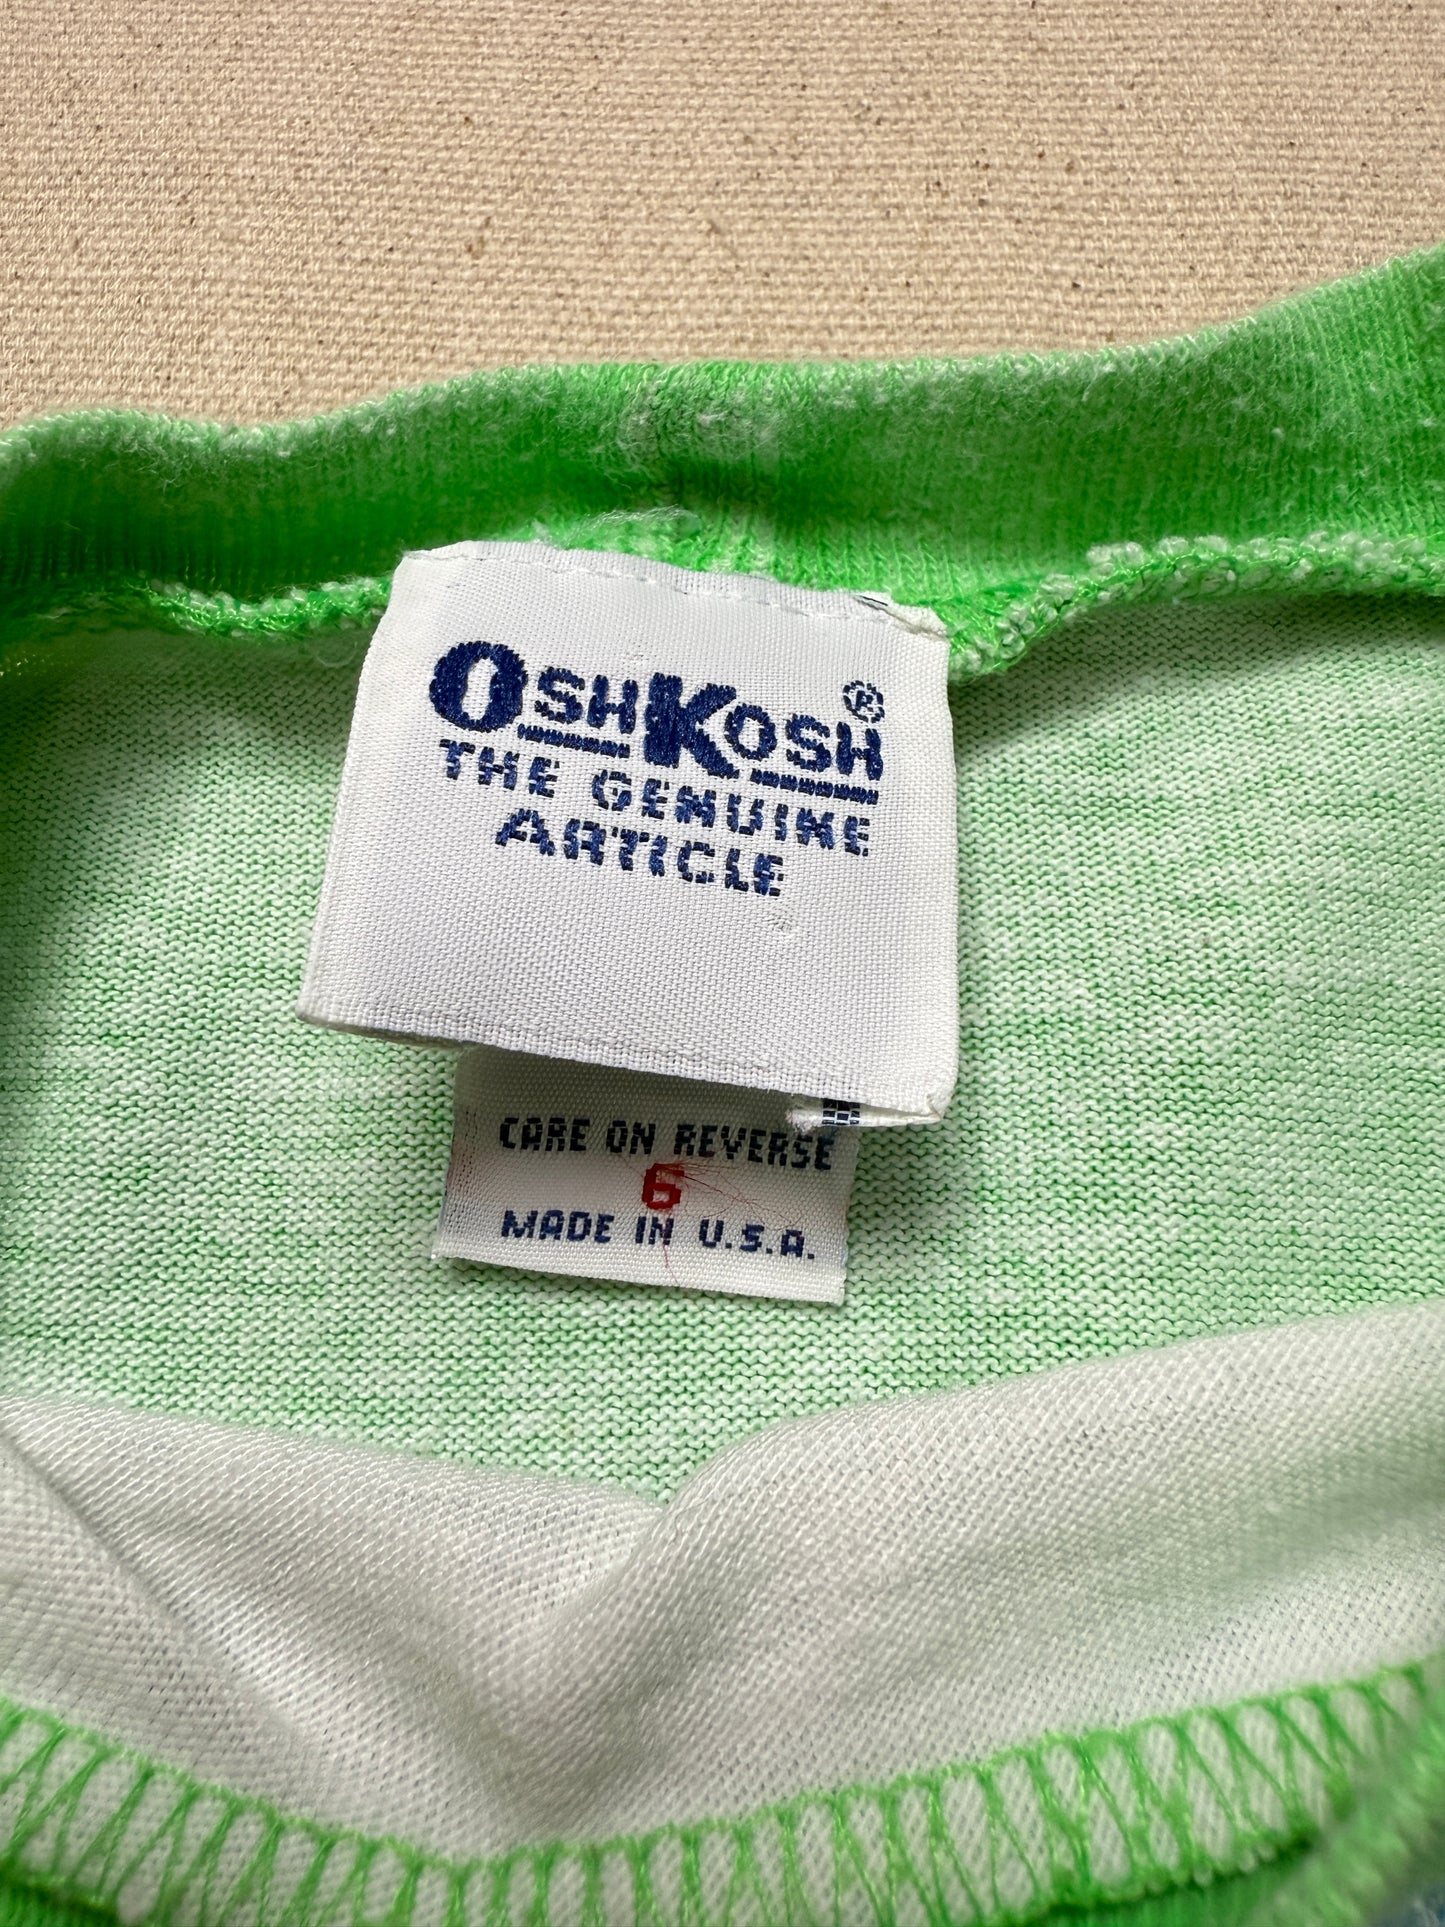 OSHKOSH®
THE GENUINE
ARTICLE
CARE ON REVERSE
6
MADE IN U.S.A.